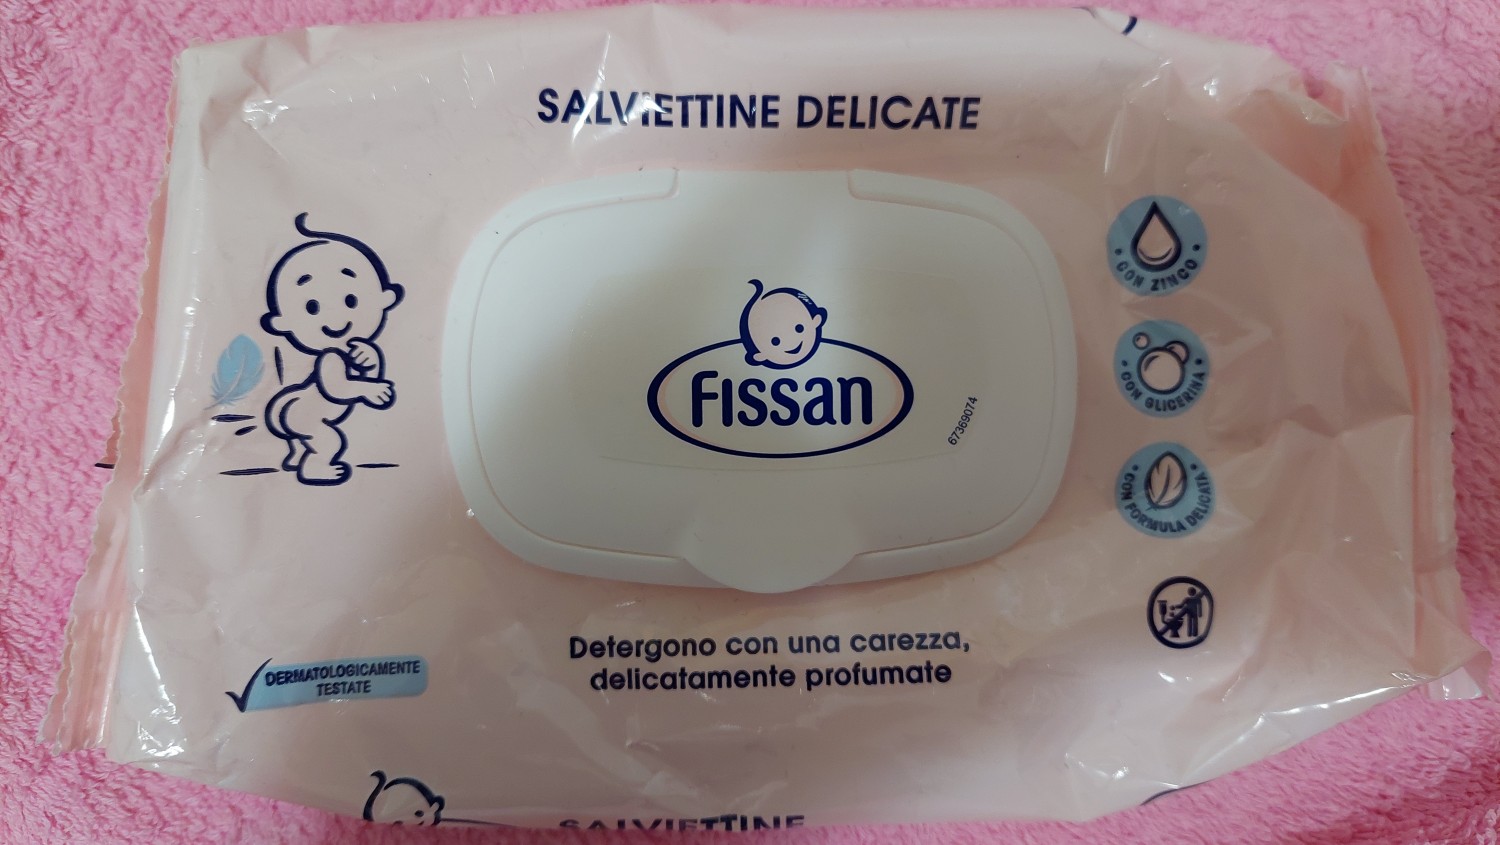 SALVIETTINE DELICATE
Fissan
67369074
• CON ZINCO •
• CON GLICERINA •
• CON FORMULA DELICATA •
Detergono con una carezza,
delicatamente profumate
DERMATOLOGICAMENTE
TESTATE
SALVIETTINE